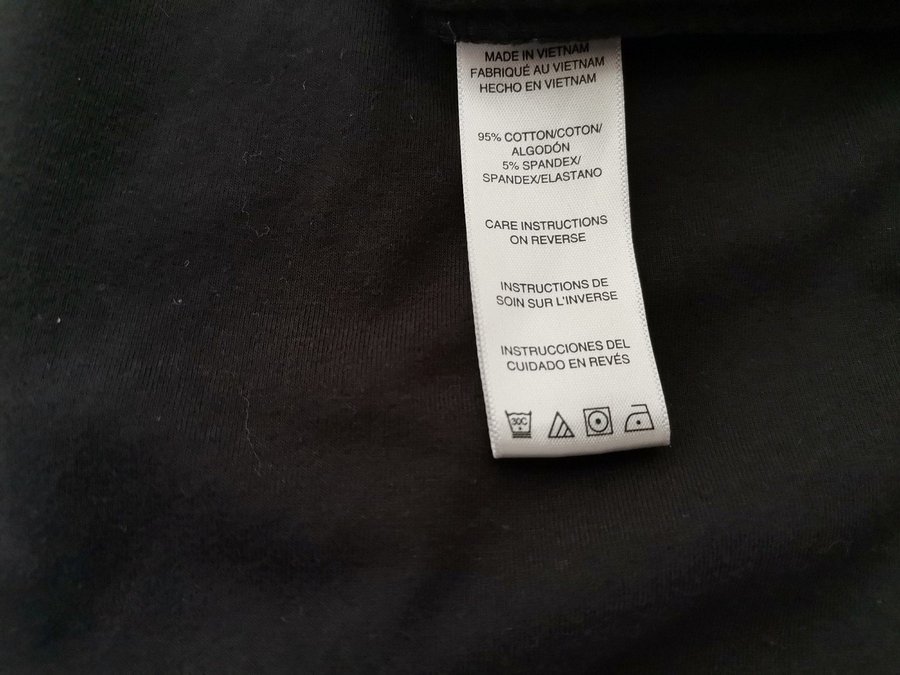 MADE IN VIETNAM
FABRIQUÉ AU VIETNAM
HECHO EN VIETNAM
95% COTTON/COTON/
ALGODÓN
5% SPANDEX/
SPANDEX/ELASTANO
CARE INSTRUCTIONS
ON REVERSE
INSTRUCTIONS DE
SOIN SUR L'INVERSE
INSTRUCCIONES DEL
CUIDADO EN REVÉS
30C